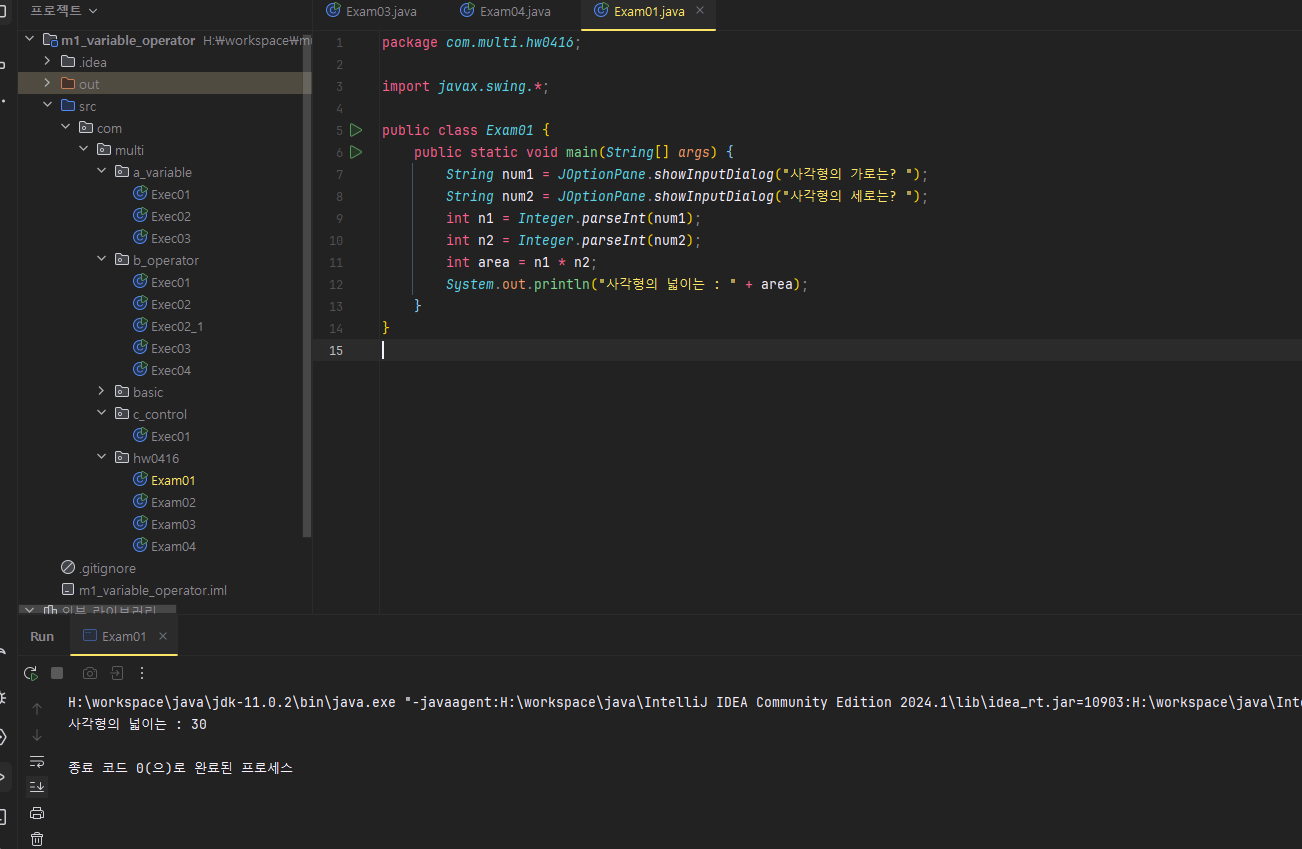 프로젝트
m1_variable_operator H:₩workspace₩
.idea
out
src
com
multi
a_variable
Exec01
Exec02
Exec03
b_operator
Exec01
Exec02
Exec02_1
Exec03
Exec04
basic
c_control
Exec01
hw0416
Exam01
Exam02
Exam03
Exam04
.gitignore
m1_variable_operator.iml
외부 라이브러리
Exam03.java Exam04.java Exam01.java
1 package com.multi.hw0416;
2
3 import javax.swing.*;
4
5 public class Exam01 {
6 public static void main(String[] args) {
7 String num1 = JOptionPane.showInputDialog("사각형의 가로는? ");
8 String num2 = JOptionPane.showInputDialog("사각형의 세로는? ");
9 int n1 = Integer.parseInt(num1);
10 int n2 = Integer.parseInt(num2);
11 int area = n1 * n2;
12 System.out.println("사각형의 넓이는 : " + area);
13 }
14 }
15
Run Exam01
H:\workspace\java\jdk-11.0.2\bin\java.exe "-javaagent:H:\workspace\java\IntelliJ IDEA Community Edition 2024.1\lib\idea_rt.jar=10903:H:\workspace\java\Inte
사각형의 넓이는 : 30
종료 코드 0(으)로 완료된 프로세스